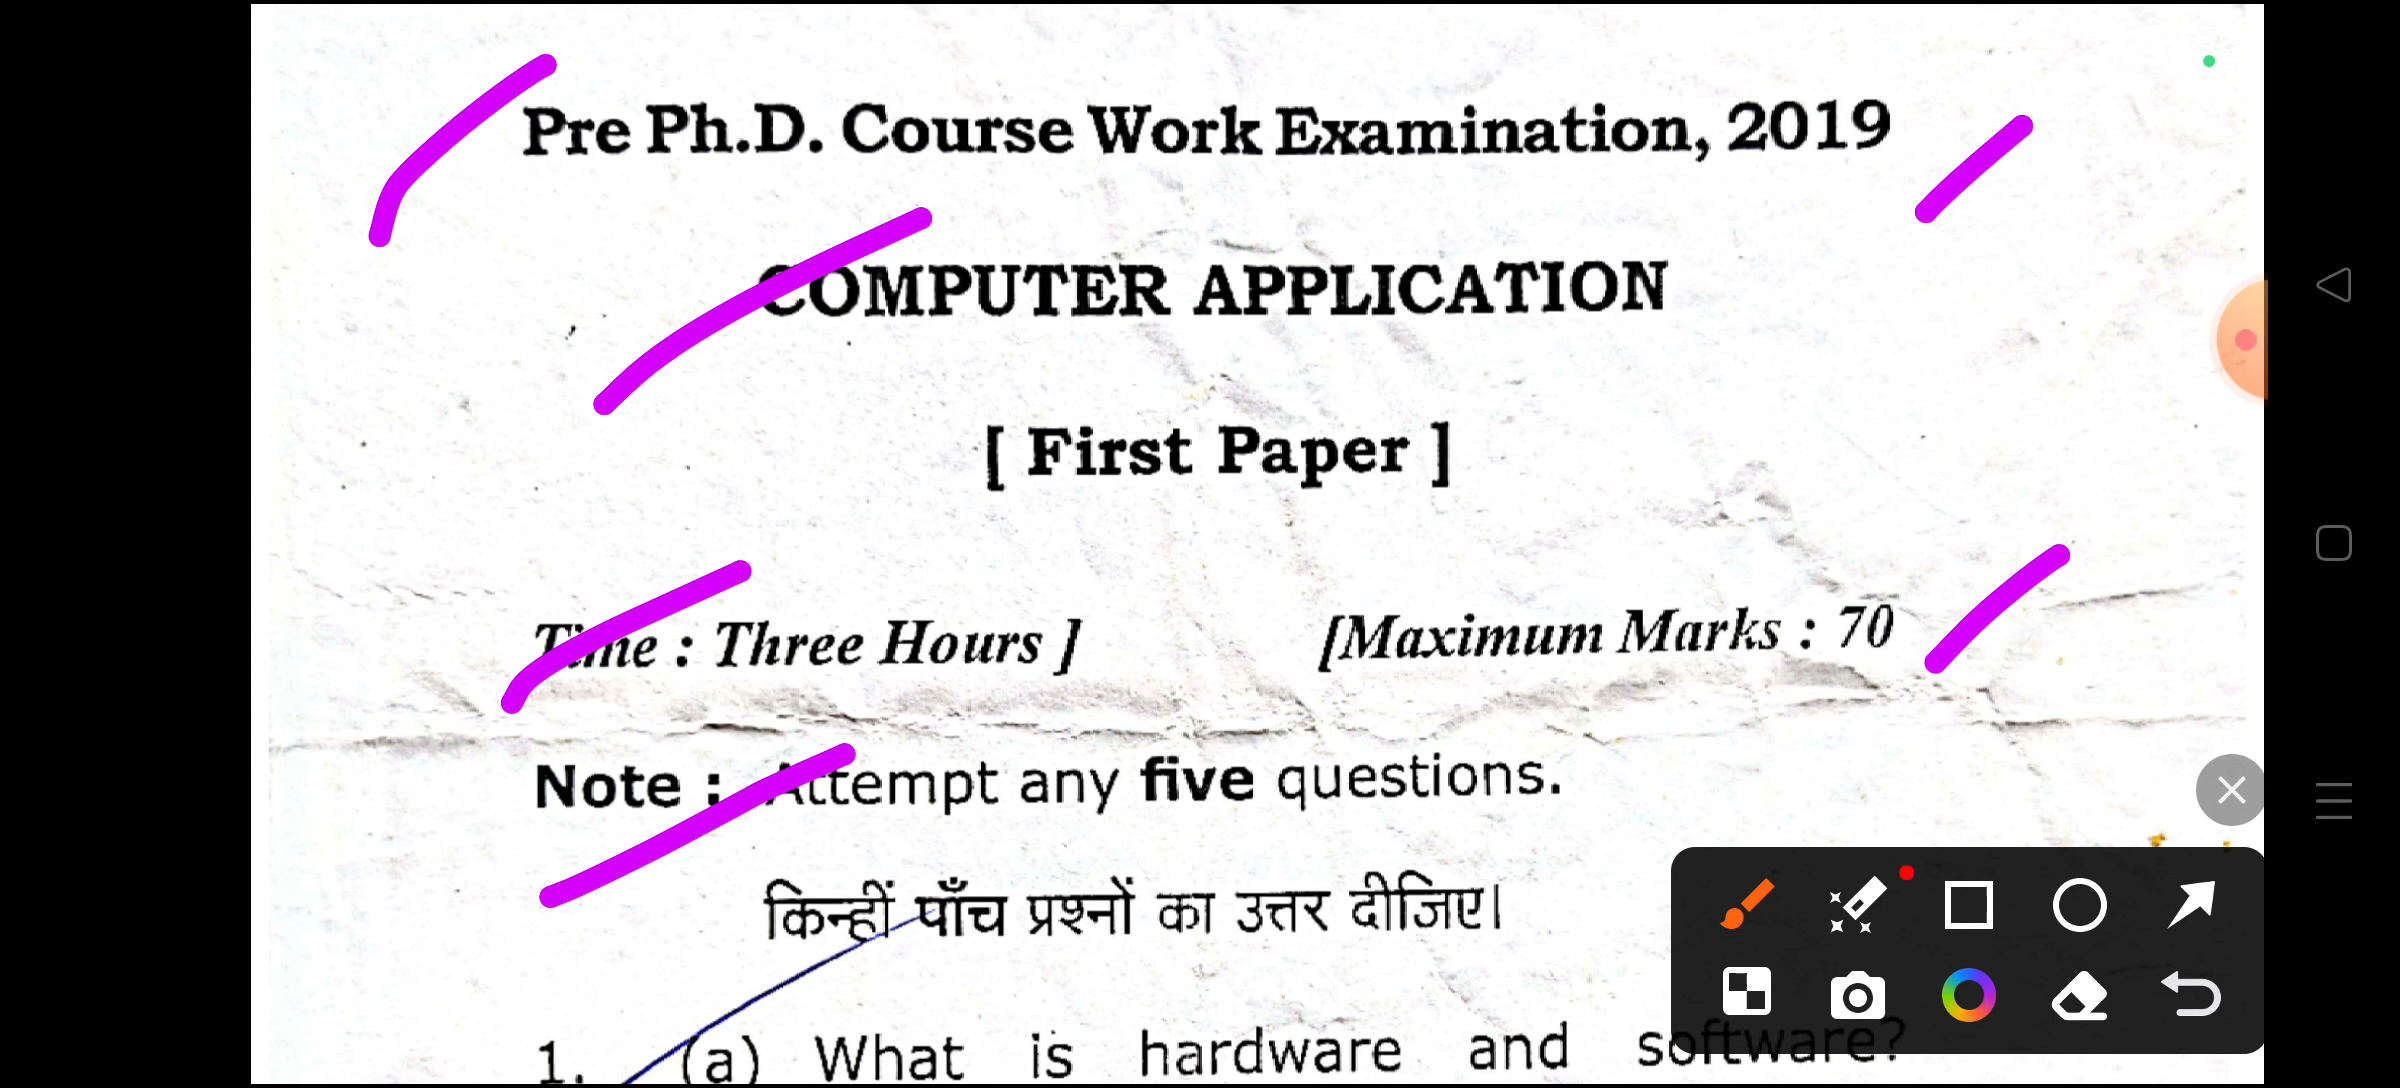 Pre Ph.D. Course Work Examination, 2019
COMPUTER APPLICATION
[ First Paper ]
Time : Three Hours ] [Maximum Marks : 70
Note : Attempt any five questions.
किन्हीं पाँच प्रश्नों का उत्तर दीजिए।
1. (a) What is hardware and software?